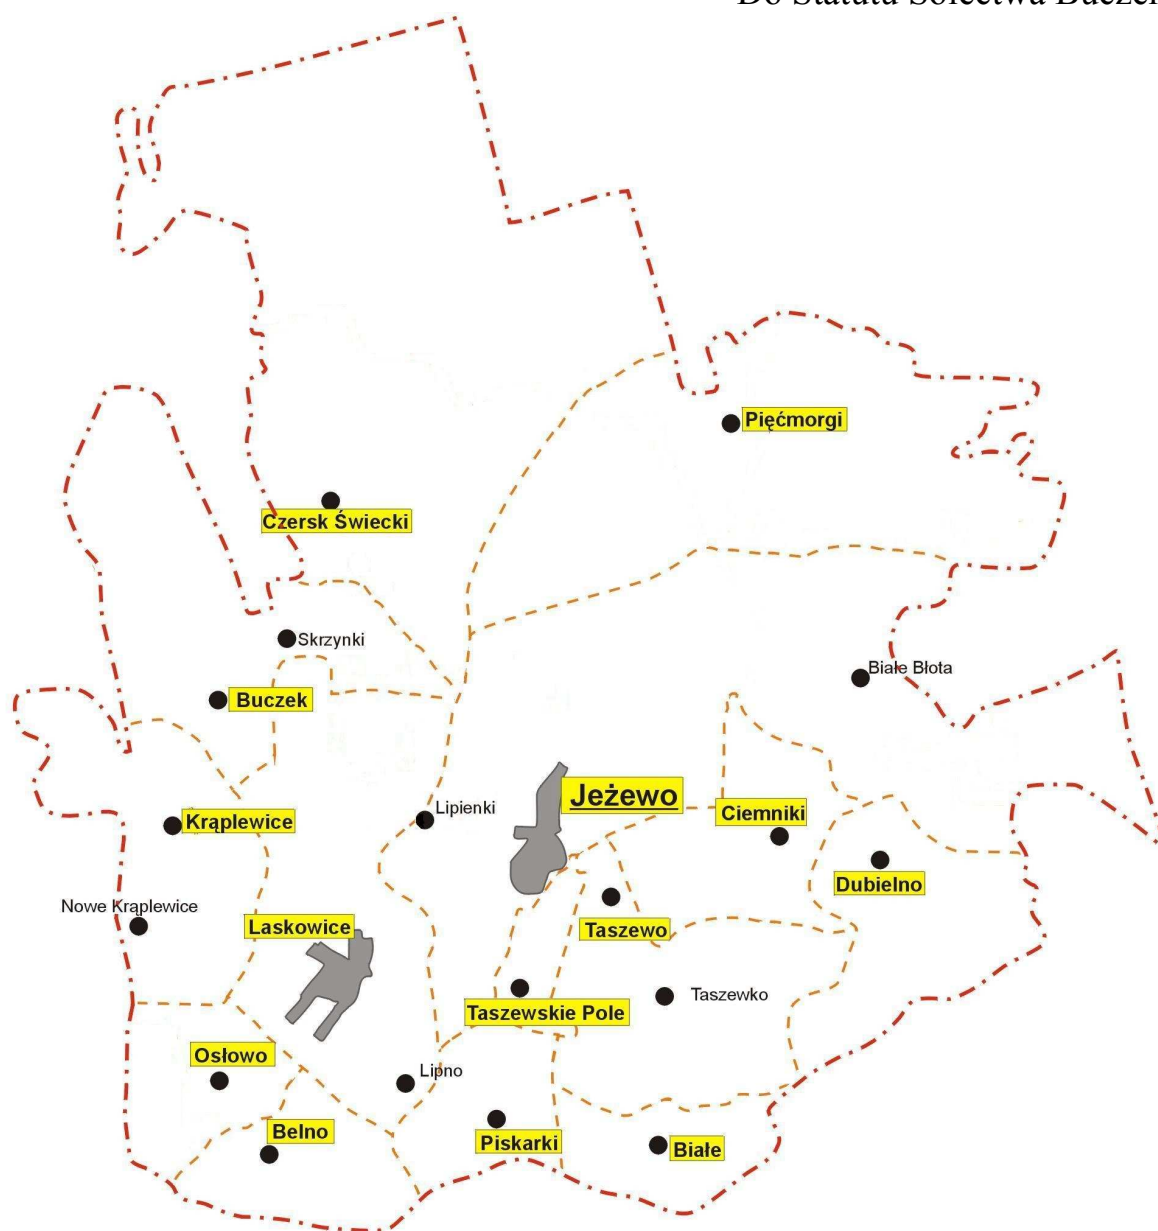 Do Statutu Sołectwa Buczek
Pięćmorgi
Czersk Świecki
Skrzynki
Białe Błota
Buczek
Jeżewo
Lipienki
Ciemniki
Krąplewice
Dubielno
Nowe Krąplewice
Laskowice
Taszewo
Taszewko
Taszewskie Pole
Osłowo
Lipno
Belno
Piskarki
Białe